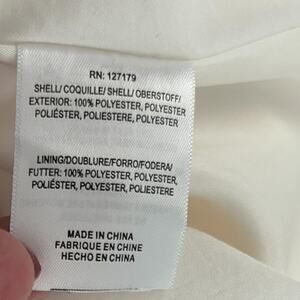 RN: 127179
SHELL/ COQUILLE/ SHELL/ OBERSTOFF/
EXTERIOR: 100% POLYESTER, POLYESTER
POLIÉSTER, POLIESTERE, POLYESTER
LINING/DOUBLURE/FORRO/FODERA/
FUTTER: 100% POLYESTER, POLYESTER,
POLIÉSTER, POLYESTER, POLIESTERE
MADE IN CHINA
FABRIQUE EN CHINE
HECHO EN CHINA